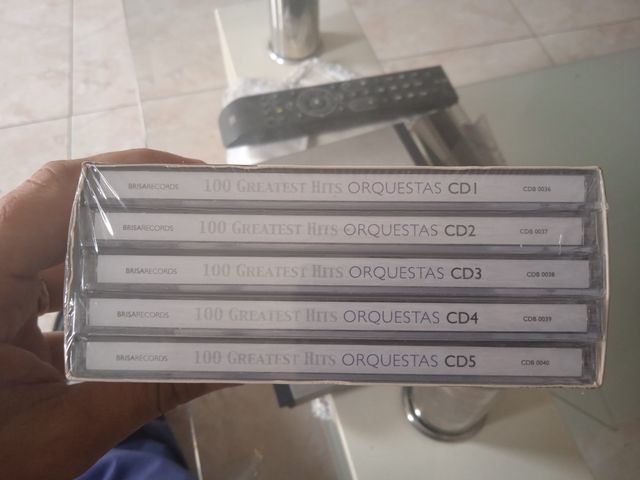 BRISARECORDS 100 GREATEST HITS ORQUESTAS CD1 CDB 0036
BRISARECORDS 100 GREATEST HITS ORQUESTAS CD2 CDB 0037
BRISARECORDS 100 GREATEST HITS ORQUESTAS CD3 CDB 0038
BRISARECORDS 100 GREATEST HITS ORQUESTAS CD4 CDB 0039
BRISARECORDS 100 GREATEST HITS ORQUESTAS CD5 CDB 0040